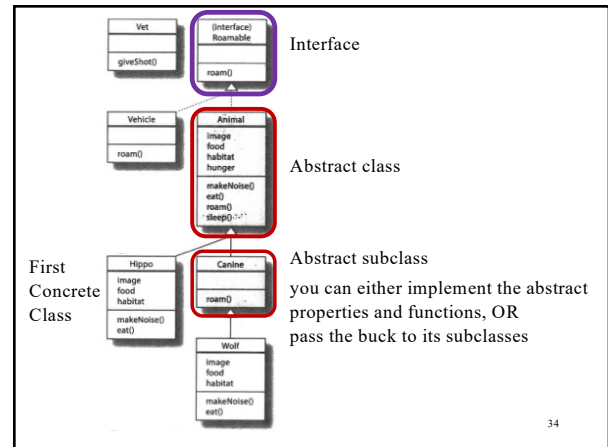 Vet
giveShot()
(interface)
Roamable
roam()
Interface
Vehicle
roam()
Animal
image
food
habitat
hunger
makeNoise()
eat()
roam()
sleep()
Abstract class
First
Concrete
Class
Hippo
image
food
habitat
makeNoise()
eat()
Canine
roam()
Abstract subclass
you can either implement the abstract
properties and functions, OR
pass the buck to its subclasses
Wolf
image
food
habitat
makeNoise()
eat()
34